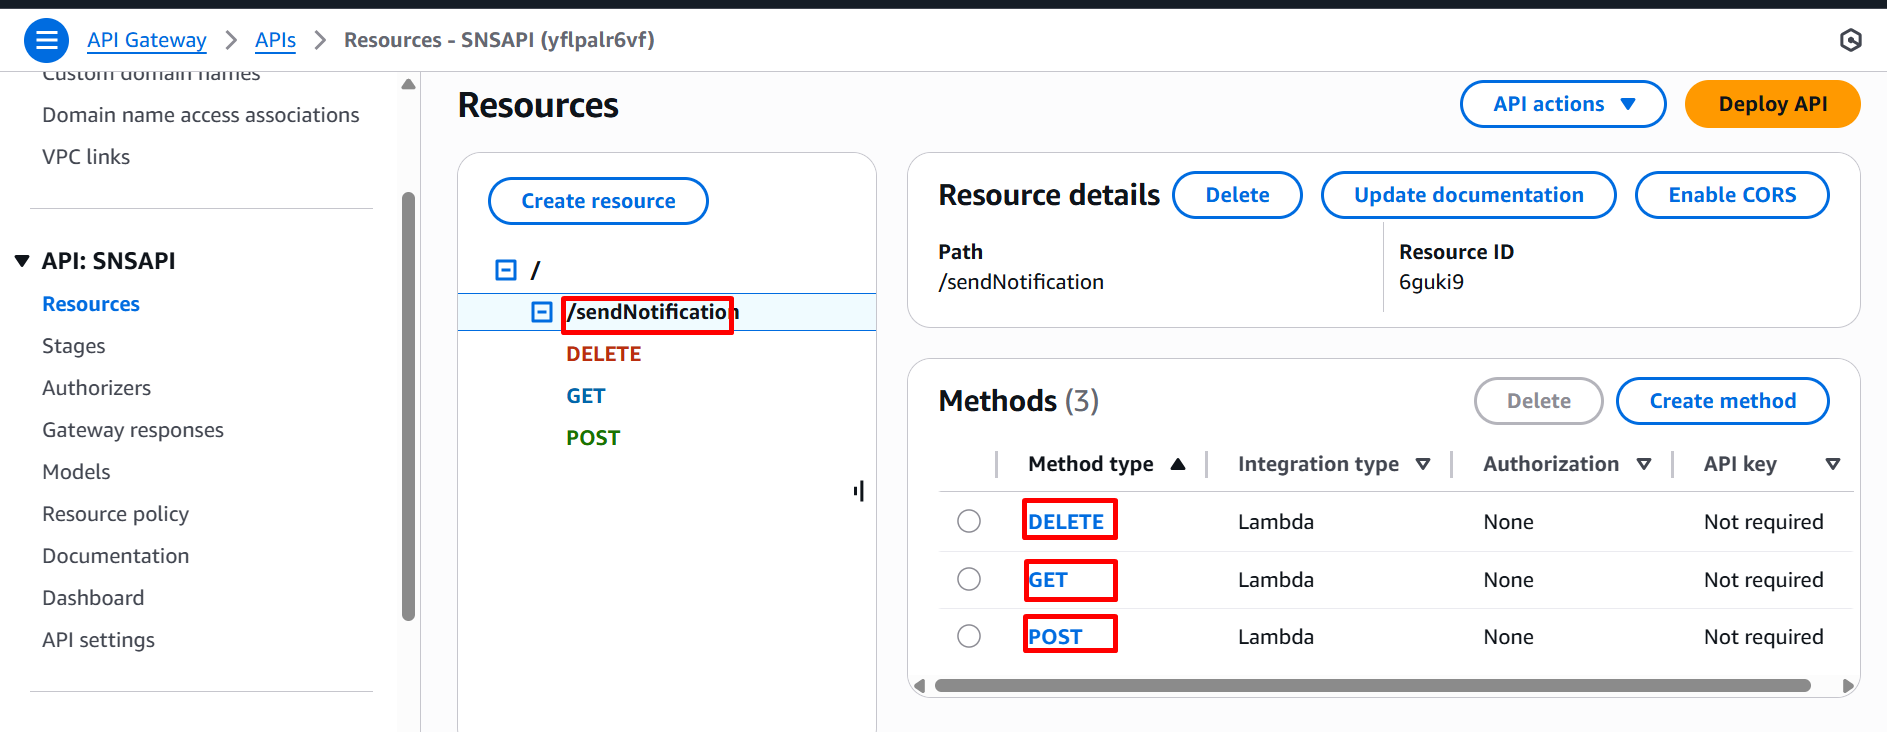 API Gateway > APIs > Resources - SNSAPI (yflpalr6vf)
Custom domain names
Domain name access associations
VPC links
API: SNSAPI
Resources
Stages
Authorizers
Gateway responses
Models
Resource policy
Documentation
Dashboard
API settings
Resources
API actions
Deploy API
Create resource
/
/sendNotification
DELETE
GET
POST
Resource details
Delete
Update documentation
Enable CORS
Path
/sendNotification
Resource ID
6guki9
Methods (3)
Delete
Create method
Method type Integration type Authorization API key
DELETE Lambda None Not required
GET Lambda None Not required
POST Lambda None Not required